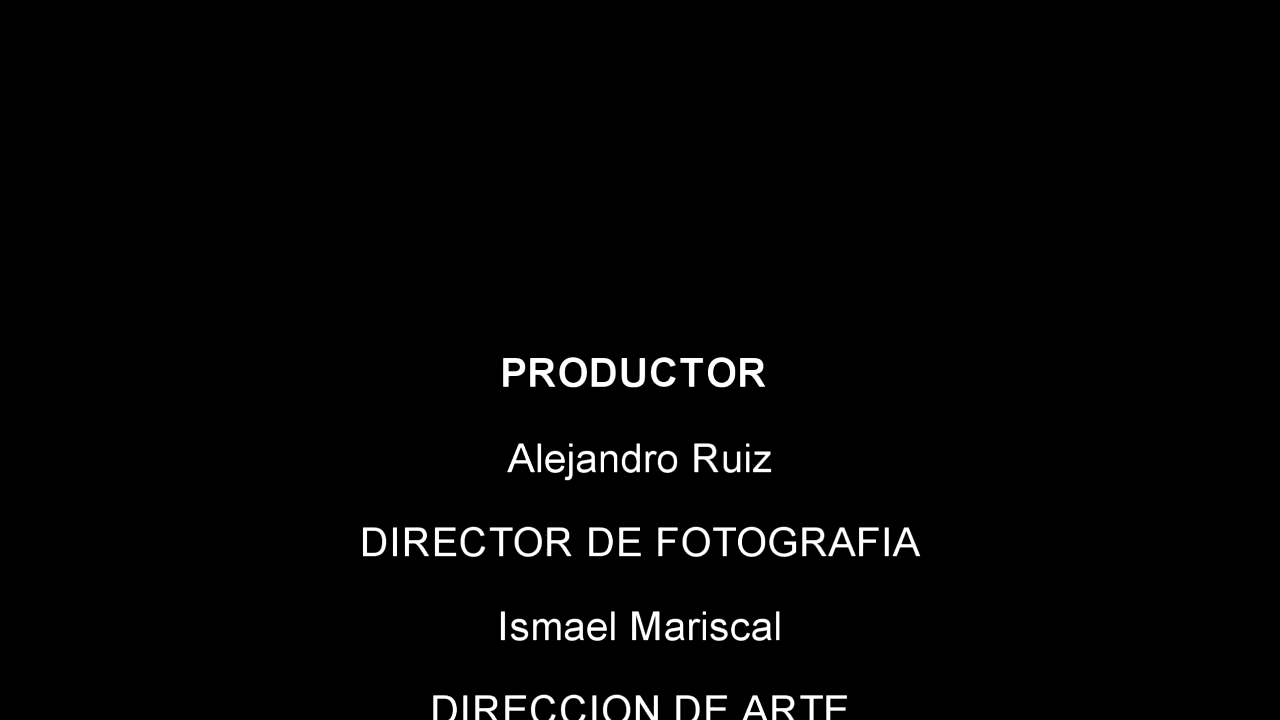 PRODUCTOR
Alejandro Ruiz
DIRECTOR DE FOTOGRAFIA
Ismael Mariscal
DIRECCION DE ARTE